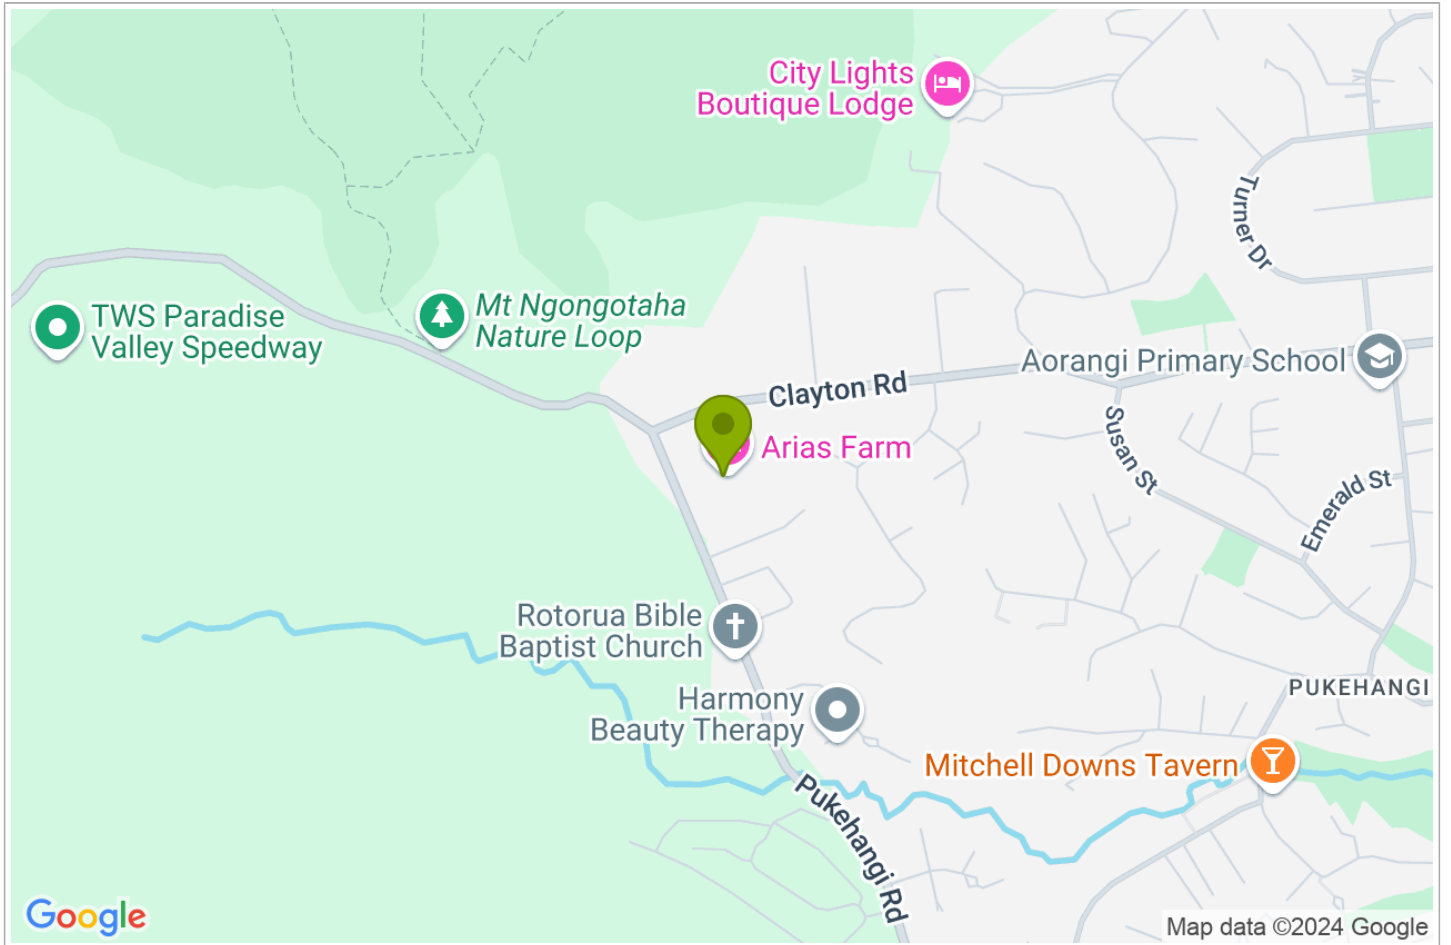 City Lights
Boutique Lodge
Turner Dr
TWS Paradise
Valley Speedway
Mt Ngongotaha
Nature Loop
Aorangi Primary School
Clayton Rd
Arias Farm
Susan St
Emerald St
Rotorua Bible
Baptist Church
PUKEHANGI
Harmony
Beauty Therapy
Mitchell Downs Tavern
Pukehangi Rd
Google
Map data ©2024 Google